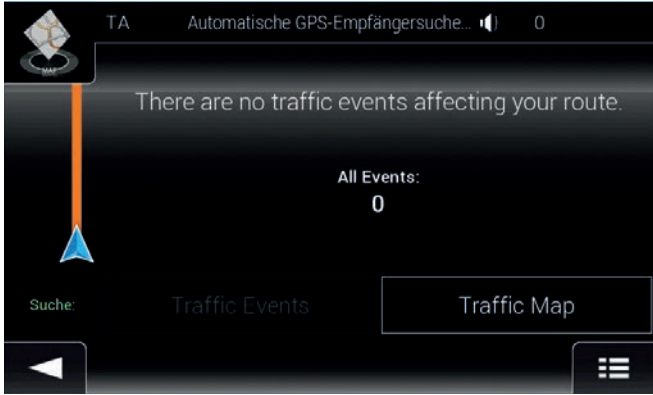 TA Automatische GPS-Empfängersuche... 0
MAP
There are no traffic events affecting your route.
All Events:
0
Suche: Traffic Events Traffic Map